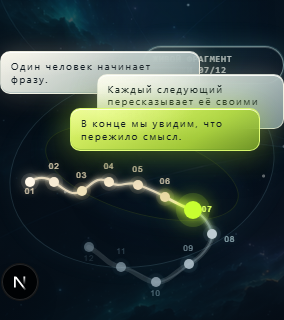 07/12
Один человек начинает
фразу.
Каждый следующий
пересказывает её своими
В конце мы увидим, что
пережило смысл.
01
02
03
04
05
06
07
08
09
10
11
12
N